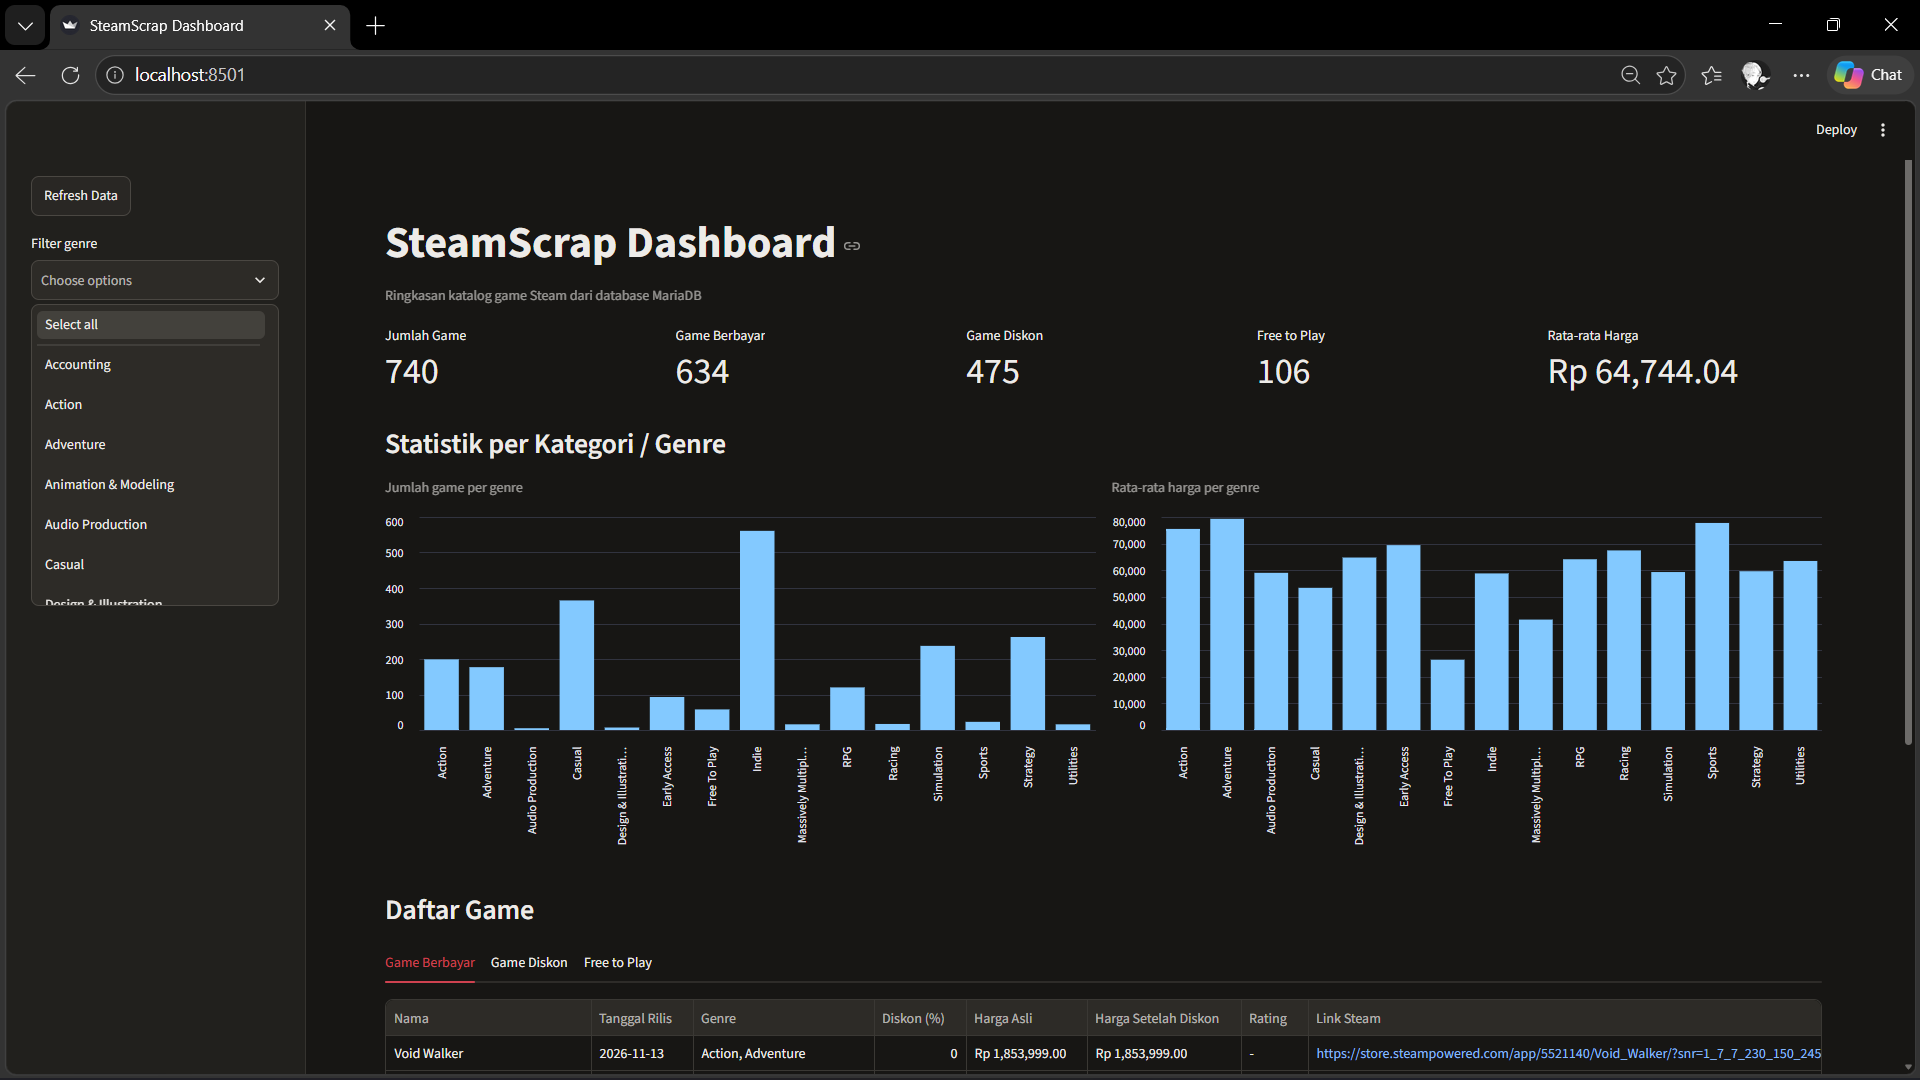 SteamScrap Dashboard
localhost:8501
Chat
Deploy
Refresh Data
Filter genre
Choose options
Select all
Accounting
Action
Adventure
Animation & Modeling
Audio Production
Casual
Design & Illustration
SteamScrap Dashboard
Ringkasan katalog game Steam dari database MariaDB
Jumlah Game
740
Game Berbayar
634
Game Diskon
475
Free to Play
106
Rata-rata Harga
Rp 64,744.04
Statistik per Kategori / Genre
Jumlah game per genre
600
500
400
300
200
100
0
Action
Adventure
Audio Production
Casual
Design & Illustrati...
Early Access
Free To Play
Indie
Massively Multipl...
RPG
Racing
Simulation
Sports
Strategy
Utilities
Rata-rata harga per genre
80,000
70,000
60,000
50,000
40,000
30,000
20,000
10,000
0
Action
Adventure
Audio Production
Casual
Design & Illustrati...
Early Access
Free To Play
Indie
Massively Multipl...
RPG
Racing
Simulation
Sports
Strategy
Utilities
Daftar Game
Game Berbayar Game Diskon Free to Play
Nama Tanggal Rilis Genre Diskon (%) Harga Asli Harga Setelah Diskon Rating Link Steam
Void Walker 2026-11-13 Action, Adventure 0 Rp 1,853,999.00 Rp 1,853,999.00 - https://store.steampowered.com/app/5521140/Void_Walker/?snr=1_7_7_230_150_245